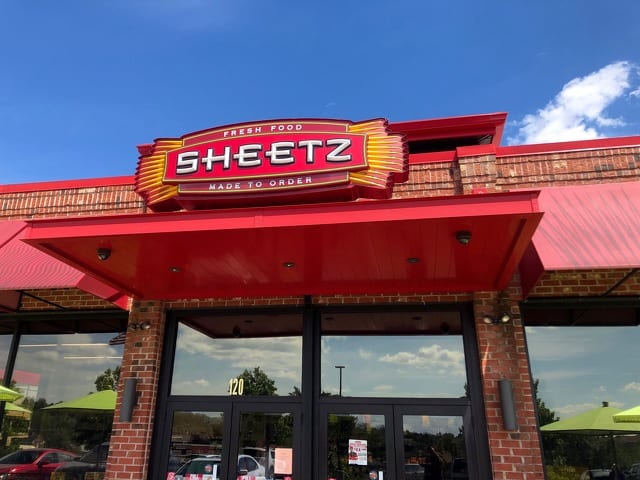 FRESH FOOD
SHEETZ
MADE TO ORDER
120